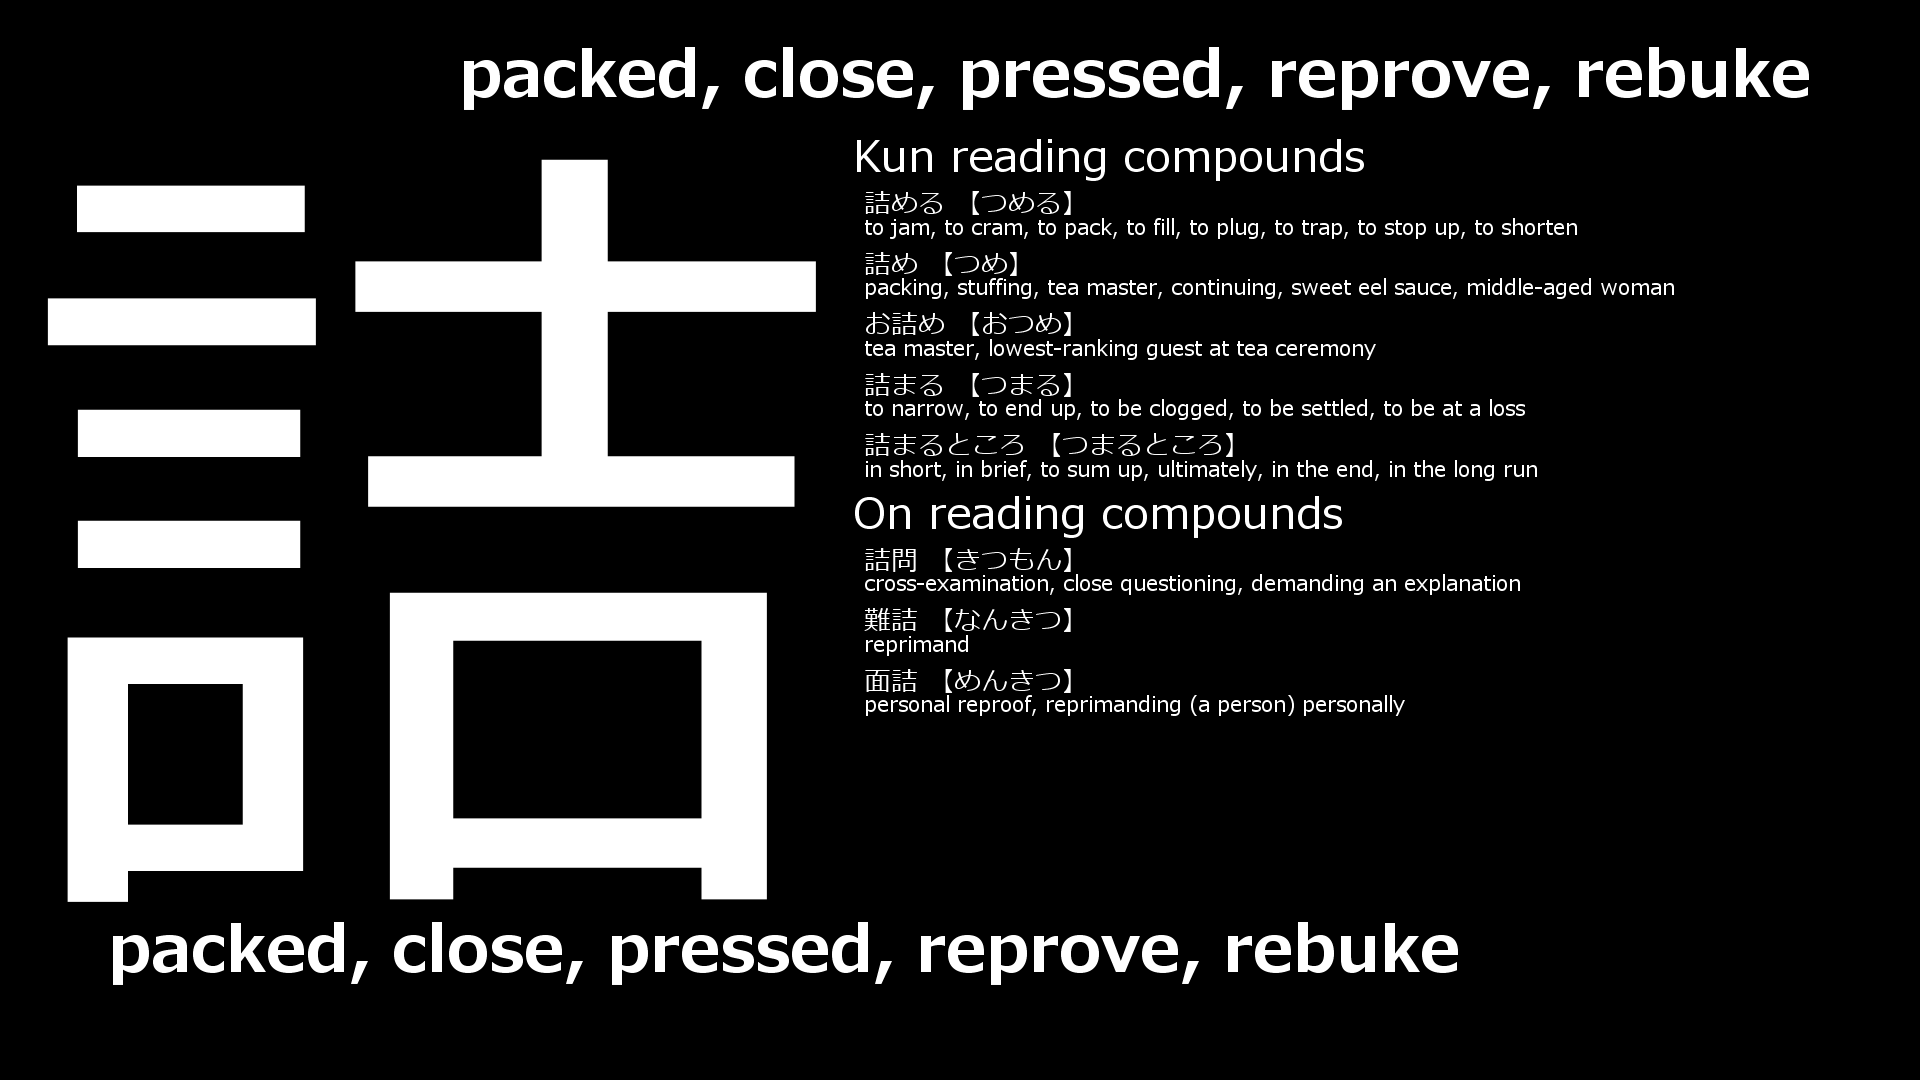 packed, close, pressed, reprove, rebuke
詰
Kun reading compounds
詰める 【つめる】
to jam, to cram, to pack, to fill, to plug, to trap, to stop up, to shorten
詰め 【つめ】
packing, stuffing, tea master, continuing, sweet eel sauce, middle-aged woman
お詰め 【おつめ】
tea master, lowest-ranking guest at tea ceremony
詰まる 【つまる】
to narrow, to end up, to be clogged, to be settled, to be at a loss
詰まるところ 【つまるところ】
in short, in brief, to sum up, ultimately, in the end, in the long run
On reading compounds
詰問 【きつもん】
cross-examination, close questioning, demanding an explanation
難詰 【なんきつ】
reprimand
面詰 【めんきつ】
personal reproof, reprimanding (a person) personally
packed, close, pressed, reprove, rebuke